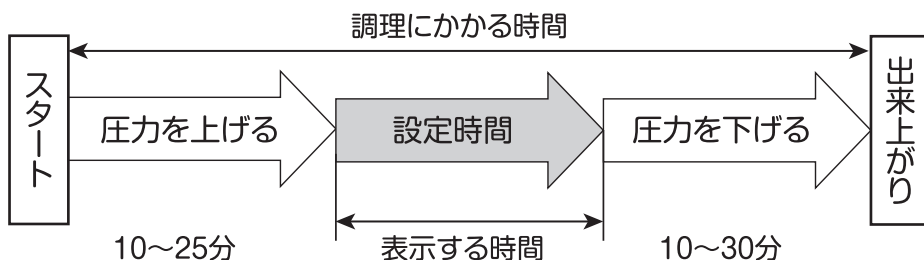 調理にかかる時間
スタート
圧力を上げる
設定時間
圧力を下げる
出来上がり
10〜25分
表示する時間
10〜30分